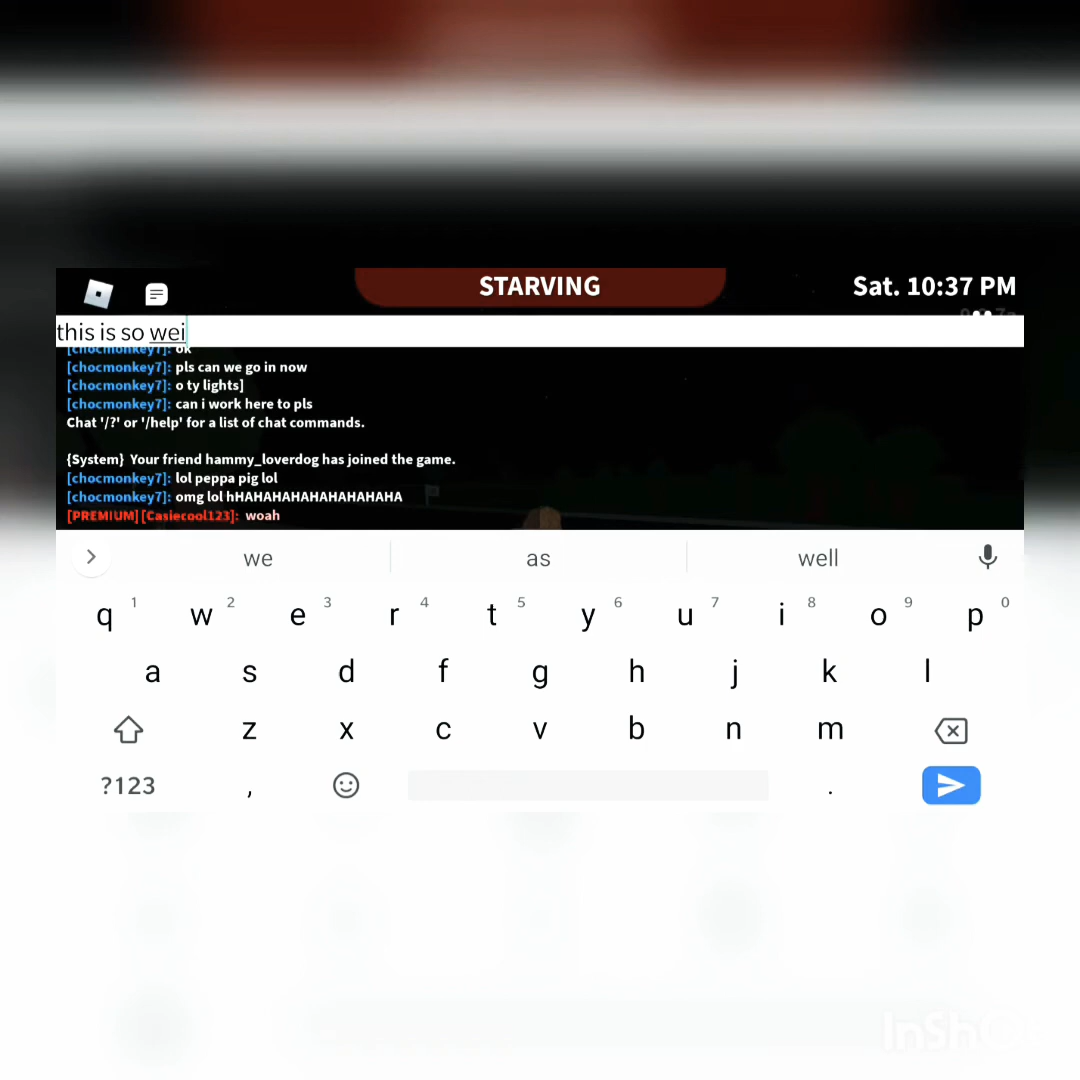 STARVING
Sat. 10:37 PM
this is so wei
[chocmonkey7]: ok
[chocmonkey7]: pls can we go in now
[chocmonkey7]: o ty lights]
[chocmonkey7]: can i work here to pls
Chat '/?' or '/help' for a list of chat commands.
{System} Your friend hammy_loverdog has joined the game.
[chocmonkey7]: lol peppa pig lol
[chocmonkey7]: omg lol hHAHAHAHAHAHAHAHAHA
[PREMIUM][Casiecool123]: woah
we as well
q 1 w 2 e 3 r 4 t 5 y 6 u 7 i 8 o 9 p 0
a s d f g h j k l
z x c v b n m
?123 , .